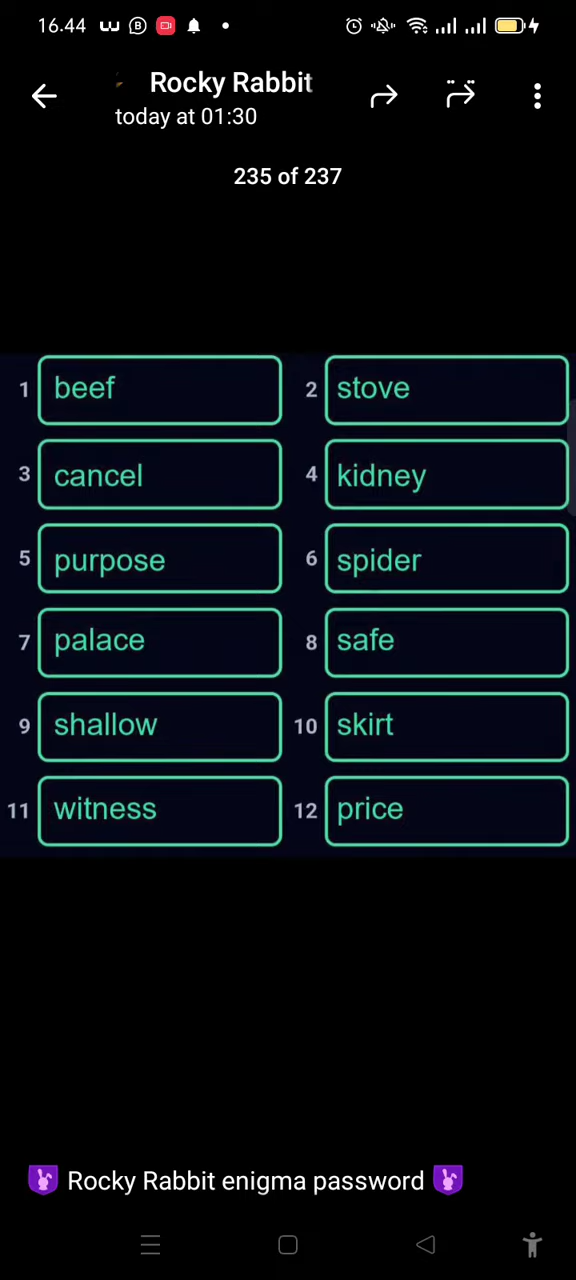 16.44
Rocky Rabbit
today at 01:30
235 of 237
1 beef 2 stove
3 cancel 4 kidney
5 purpose 6 spider
7 palace 8 safe
9 shallow 10 skirt
11 witness 12 price
Rocky Rabbit enigma password